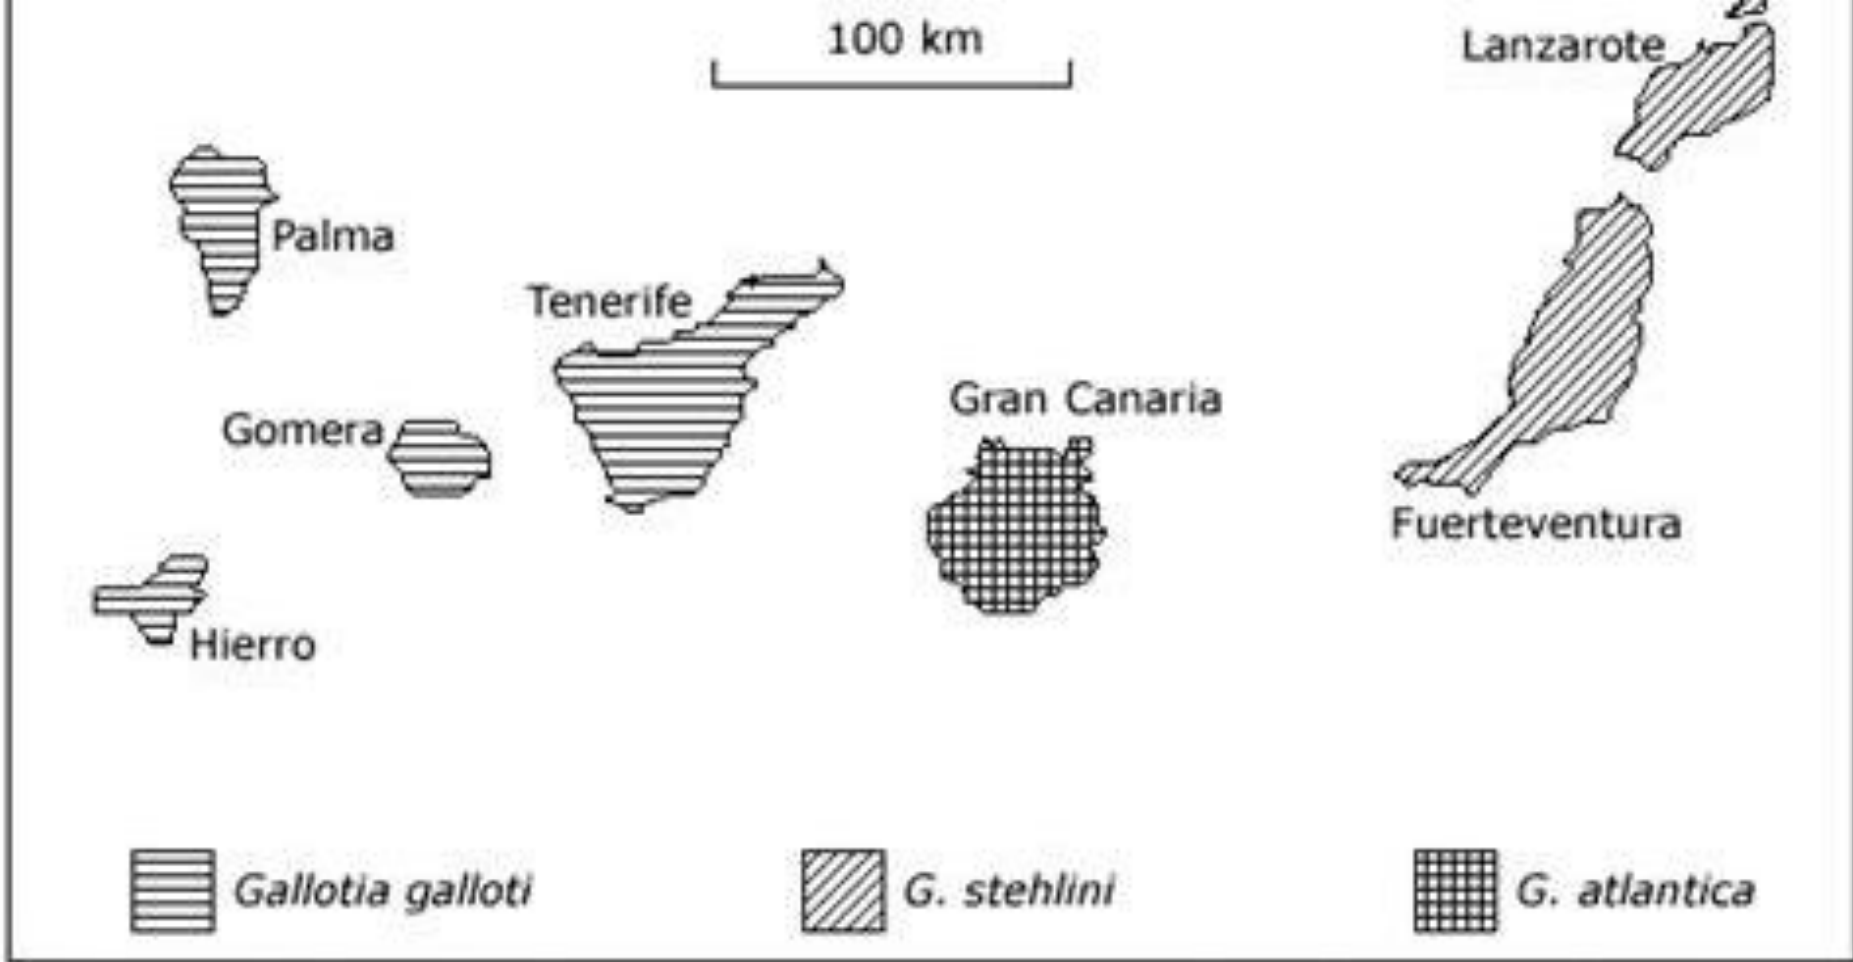 100 km
Lanzarote
Palma
Tenerife
Gran Canaria
Gomera
Fuerteventura
Hierro
Gallotia galloti
G. stehlini
G. atlantica